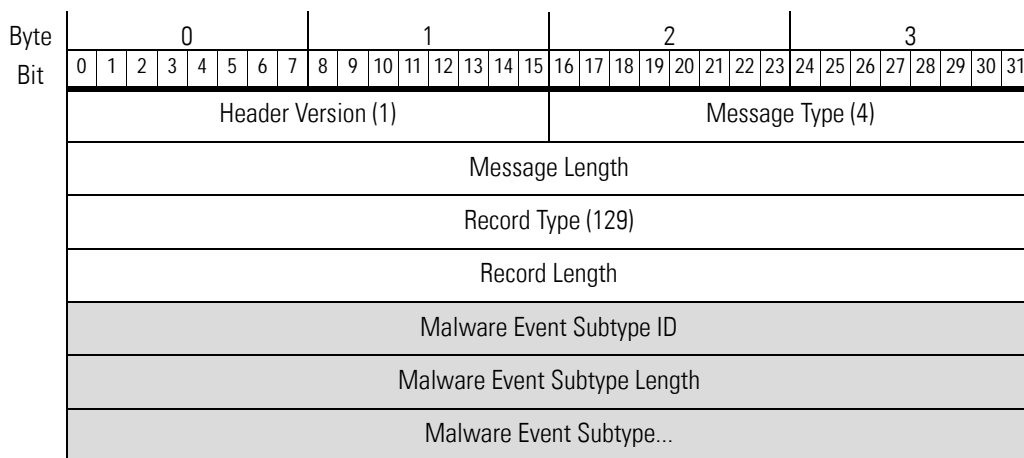 Byte 0 1 2 3
Bit 0 1 2 3 4 5 6 7 8 9 10 11 12 13 14 15 16 17 18 19 20 21 22 23 24 25 26 27 28 29 30 31
Header Version (1) Message Type (4)
Message Length
Record Type (129)
Record Length
Malware Event Subtype ID
Malware Event Subtype Length
Malware Event Subtype...